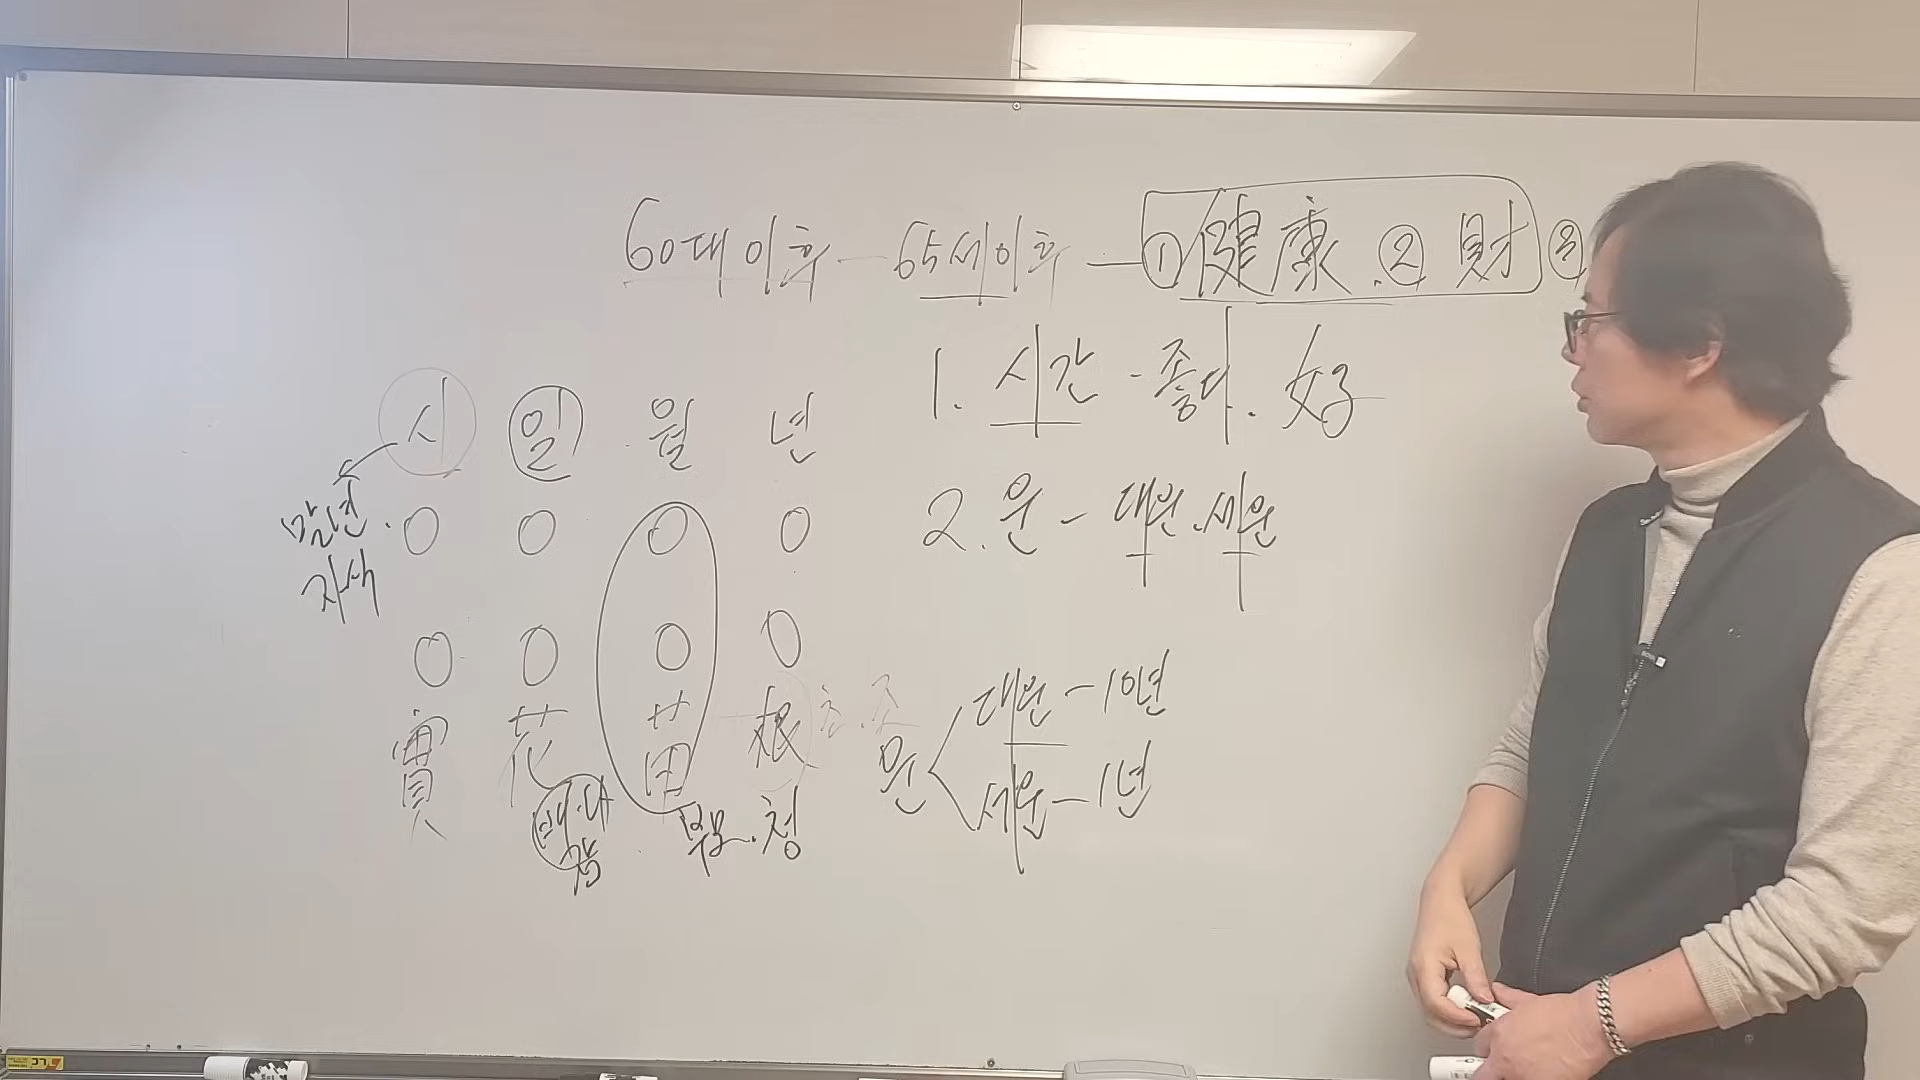 60대 이후 - 65세 이후 - ① 健康. ② 財 ③
1. 시간 - 좋다. 好
2. 운 - 대운. 세운
시 일 월 년
말년.
자식
實 花 苗 根 초. 조
부모. 청
운 < 대운 - 10년
세운 - 1년